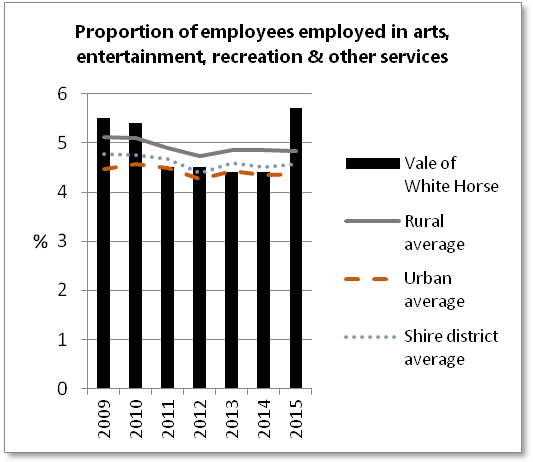 Proportion of employees employed in arts,
entertainment, recreation & other services
6
5
4
3
2
1
0
%
2009
2010
2011
2012
2013
2014
2015
Vale of
White Horse
Rural
average
Urban
average
Shire district
average